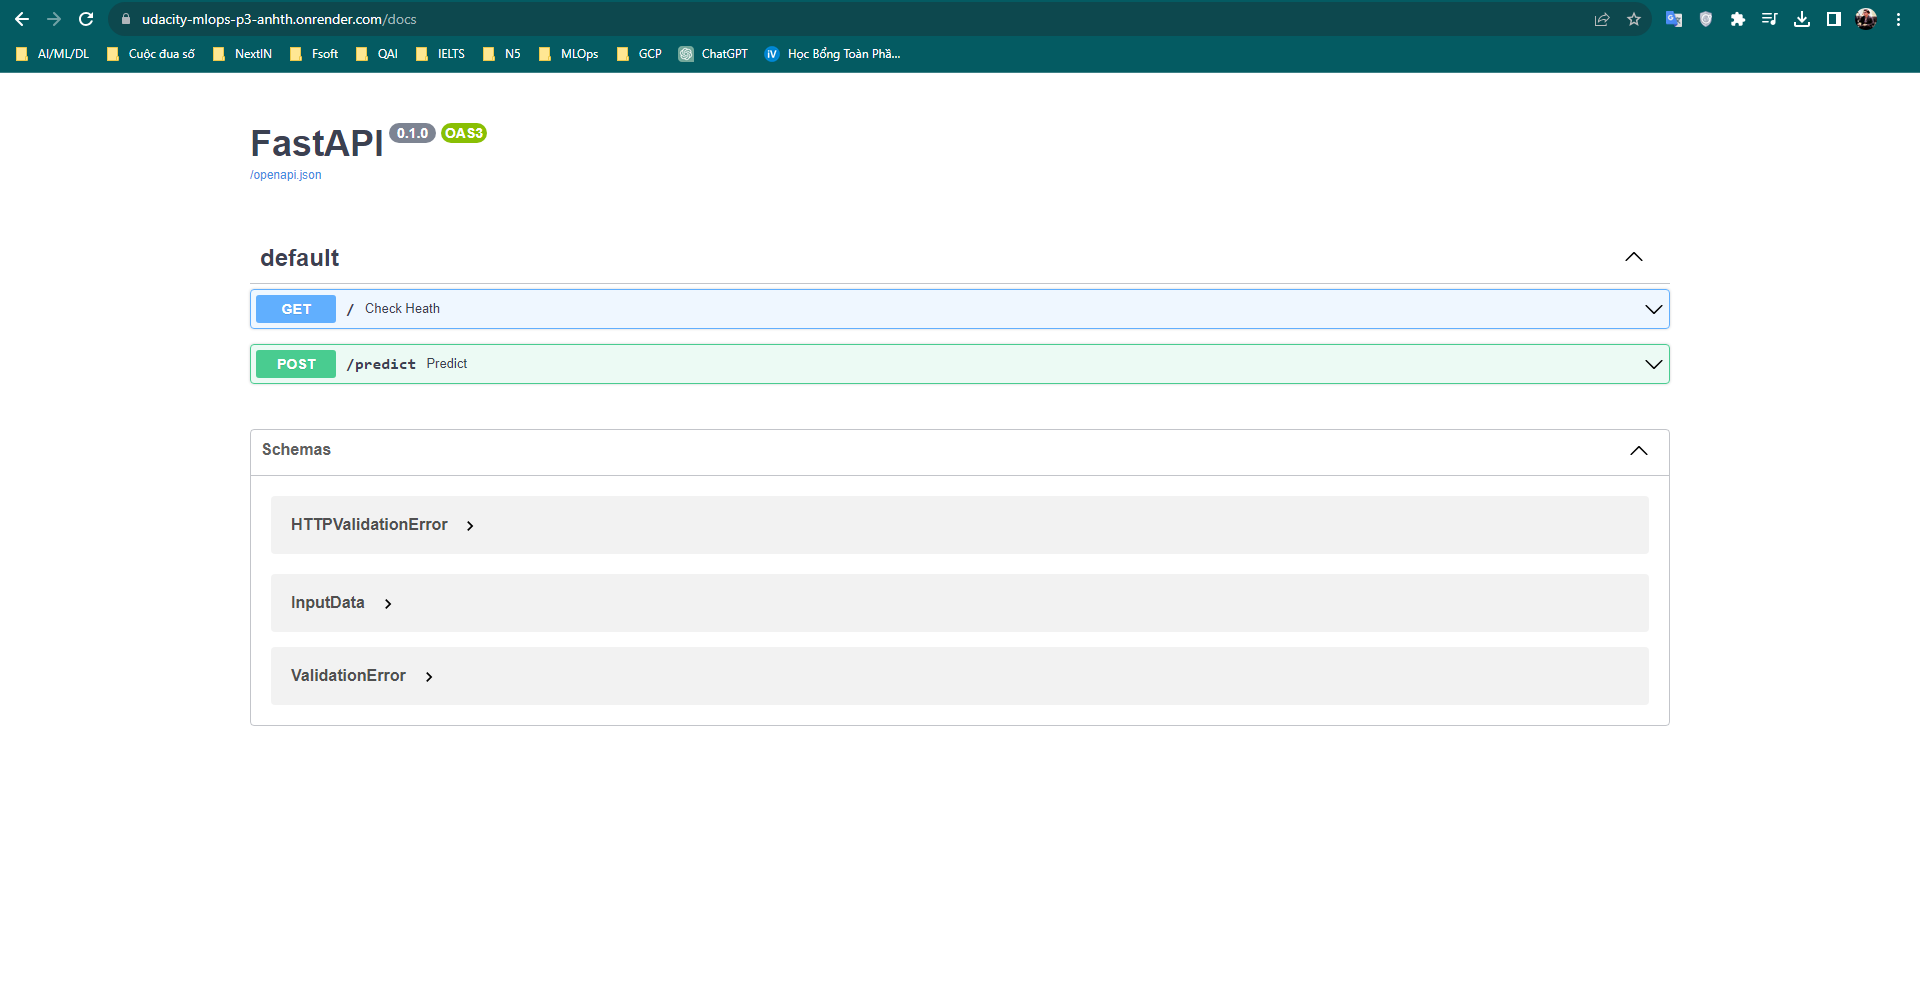 udacity-mlops-p3-anhth.onrender.com/docs
AI/ML/DL Cuộc đua số NextIN Fsoft QAI IELTS N5 MLOps GCP ChatGPT iV Học Bổng Toàn Phầ...
FastAPI 0.1.0 OAS3
/openapi.json
default
GET / Check Heath
POST /predict Predict
Schemas
HTTPValidationError
InputData
ValidationError